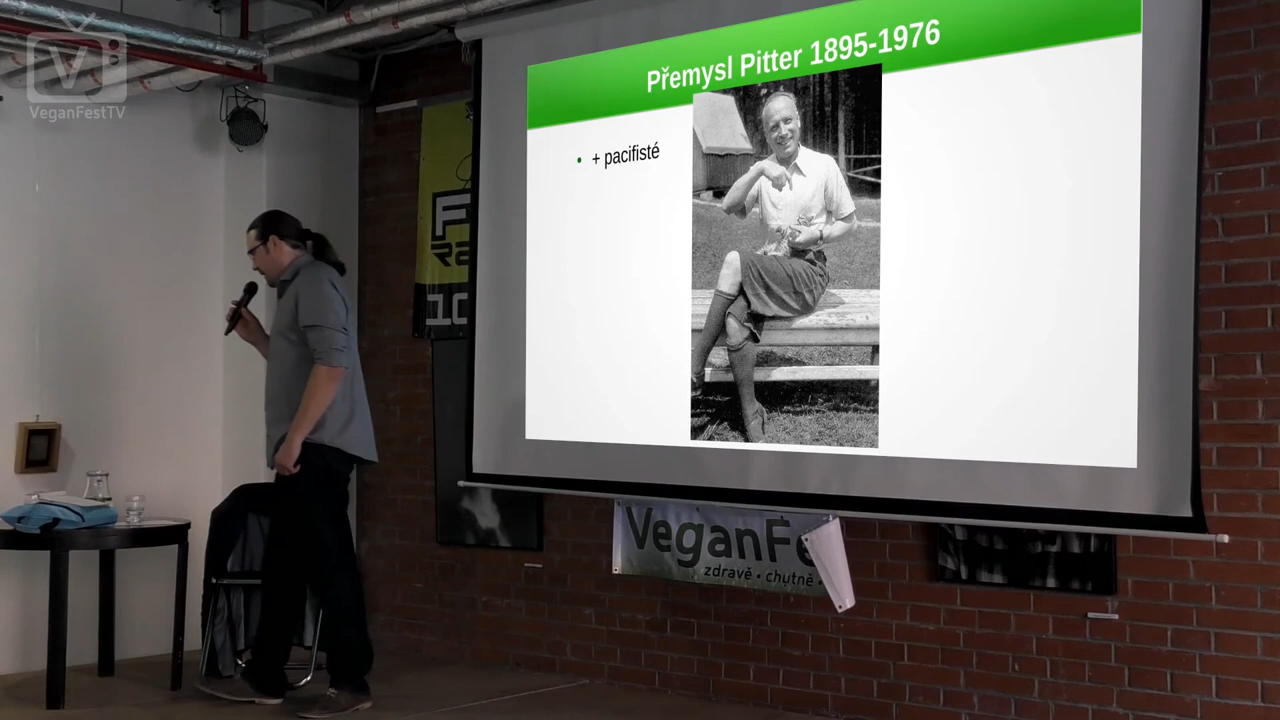 VeganFestTV
Přemysl Pitter 1895-1976
• + pacifisté
VeganFe
zdravě • chutně •